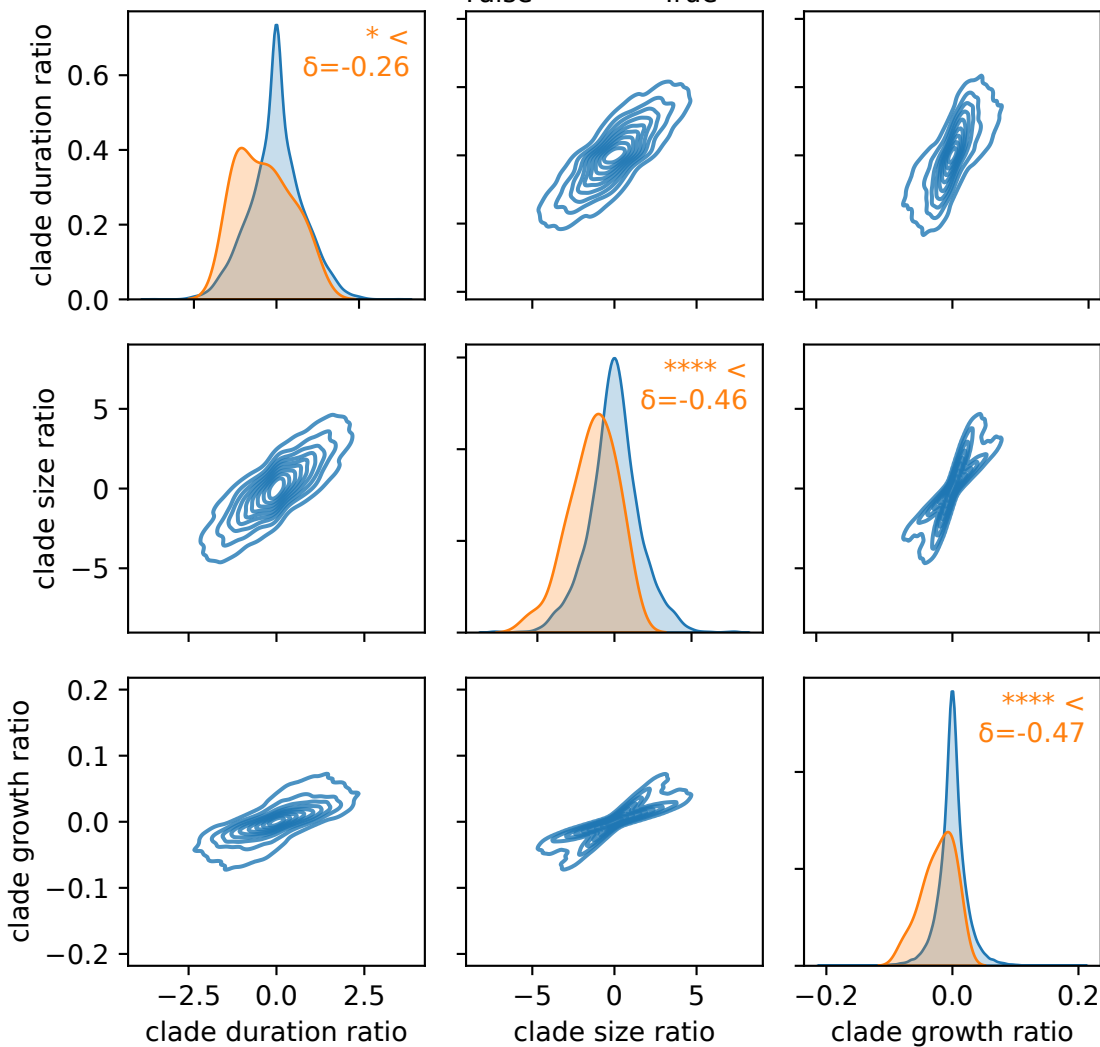 clade duration ratio
0.6
0.4
0.2
0.0
* <
δ=-0.26
clade size ratio
5
0
−5
**** <
δ=-0.46
clade growth ratio
0.2
0.1
0.0
−0.1
−0.2
**** <
δ=-0.47
−2.5 0.0 2.5
−5 0 5
−0.2 0.0 0.2
clade duration ratio
clade size ratio
clade growth ratio